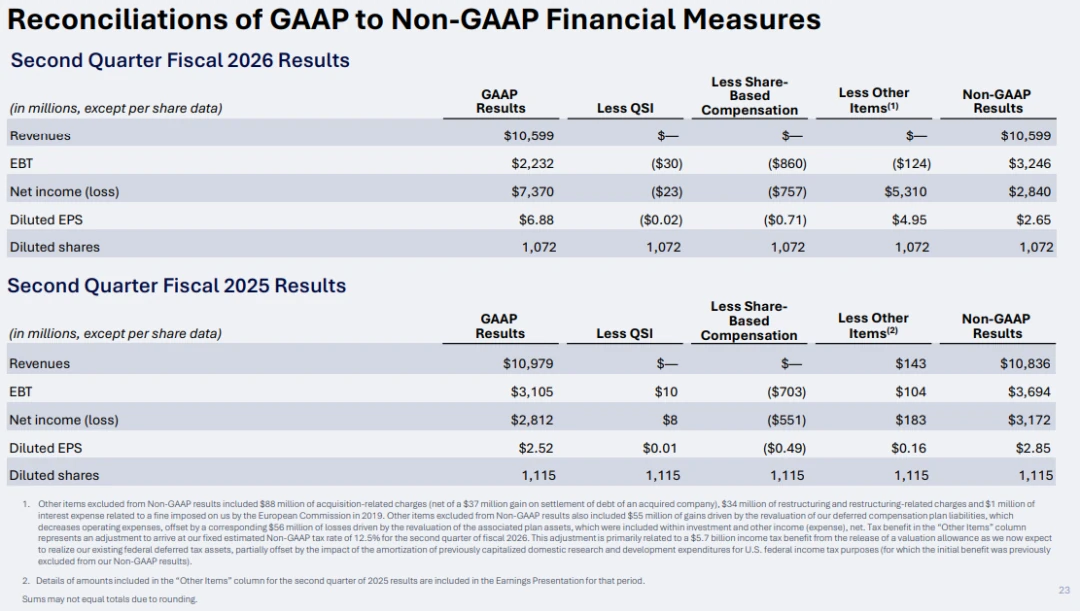 Reconciliations of GAAP to Non-GAAP Financial Measures
Second Quarter Fiscal 2026 Results
(in millions, except per share data) GAAP Results Less QSI Less Share-Based Compensation Less Other Items(1) Non-GAAP Results
Revenues $10,599 $— $— $— $10,599
EBT $2,232 ($30) ($860) ($124) $3,246
Net income (loss) $7,370 ($23) ($757) $5,310 $2,840
Diluted EPS $6.88 ($0.02) ($0.71) $4.95 $2.65
Diluted shares 1,072 1,072 1,072 1,072 1,072
Second Quarter Fiscal 2025 Results
(in millions, except per share data) GAAP Results Less QSI Less Share-Based Compensation Less Other Items(2) Non-GAAP Results
Revenues $10,979 $— $— $143 $10,836
EBT $3,105 $10 ($703) $104 $3,694
Net income (loss) $2,812 $8 ($551) $183 $3,172
Diluted EPS $2.52 $0.01 ($0.49) $0.16 $2.85
Diluted shares 1,115 1,115 1,115 1,115 1,115
1. Other items excluded from Non-GAAP results included $88 million of acquisition-related charges (net of a $37 million gain on settlement of debt of an acquired company), $34 million of restructuring and restructuring-related charges and $1 million of
interest expense related to a fine imposed on us by the European Commission in 2019. Other items excluded from Non-GAAP results also included $55 million of gains driven by the revaluation of our deferred compensation plan liabilities, which
decreases operating expenses, offset by a corresponding $56 million of losses driven by the revaluation of the associated plan assets, which were included within investment and other income (expense), net. Tax benefit in the “Other Items” column
represents an adjustment to arrive at our fixed estimated Non-GAAP tax rate of 12.5% for the second quarter of fiscal 2026. This adjustment is primarily related to a $5.7 billion income tax benefit from the release of a valuation allowance as we now expect
to realize our existing federal deferred tax assets, partially offset by the impact of the amortization of previously capitalized domestic research and development expenditures for U.S. federal income tax purposes (for which the initial benefit was previously
excluded from our Non-GAAP results).
2. Details of amounts included in the “Other Items” column for the second quarter of 2025 results are included in the Earnings Presentation for that period.
Sums may not equal totals due to rounding.
23